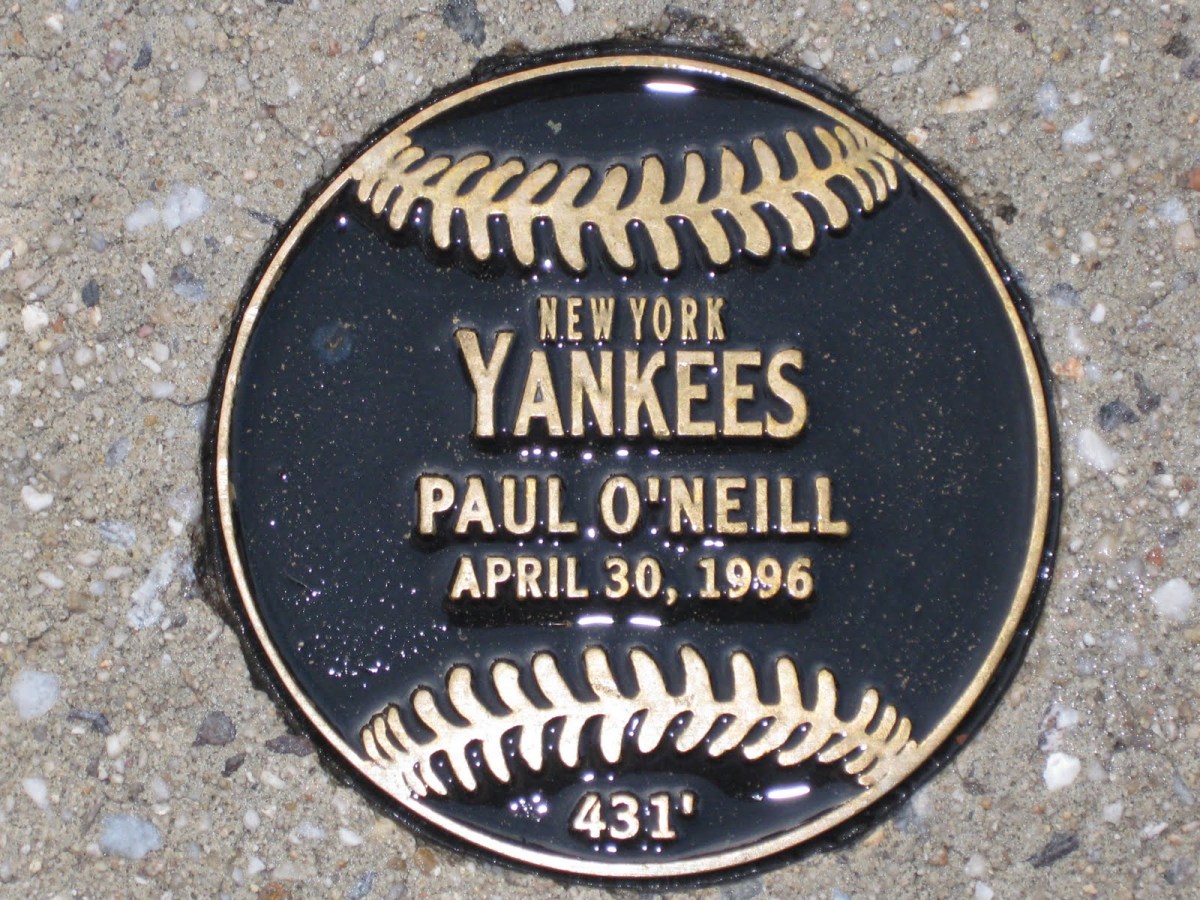 NEW YORK
YANKEES
PAUL O'NEILL
APRIL 30, 1996
431'